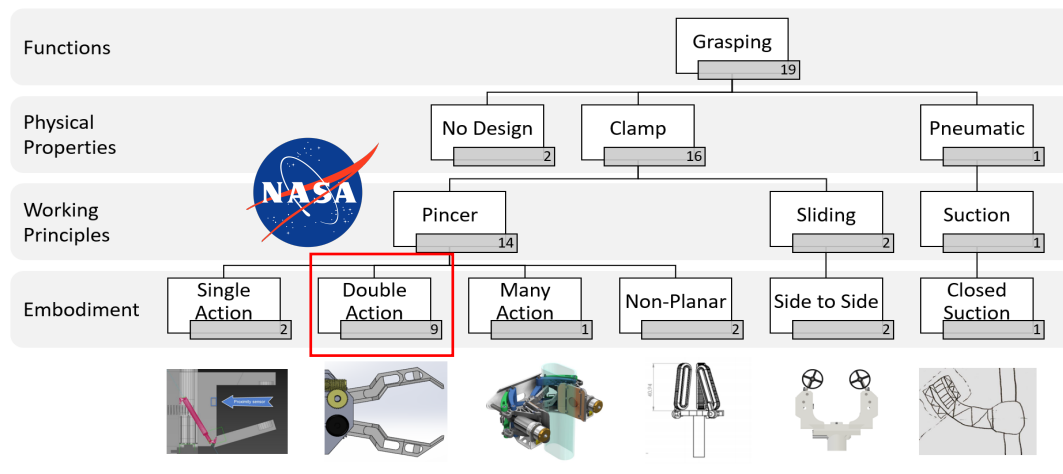 Functions
Grasping
19
Physical
Properties
No Design
2
Clamp
16
Pneumatic
1
NASA
Working
Principles
Pincer
14
Sliding
2
Suction
1
Embodiment
Single
Action
2
Double
Action
9
Many
Action
1
Non-Planar
2
Side to Side
2
Closed
Suction
1
Proximity sensor